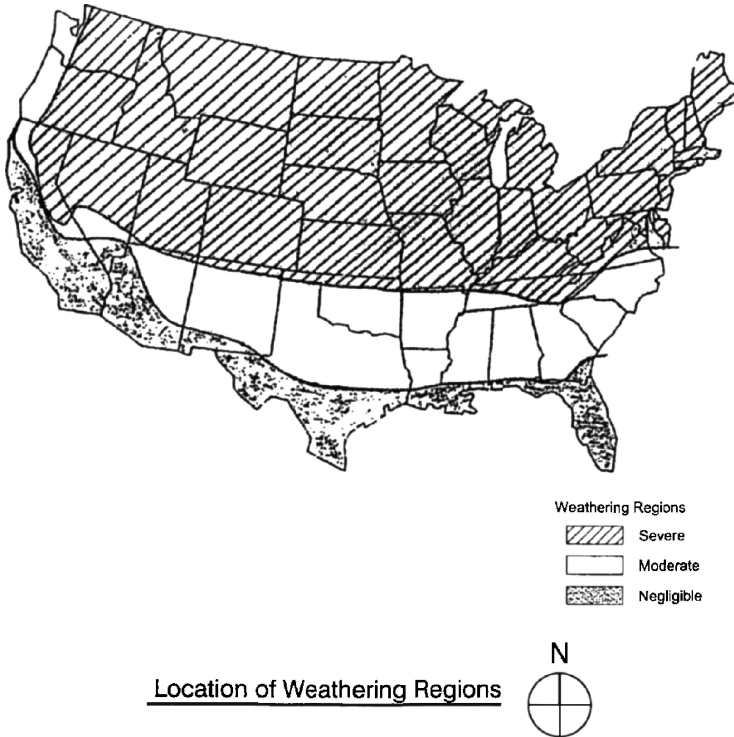 Weathering Regions
Severe
Moderate
Negligible
N
Location of Weathering Regions